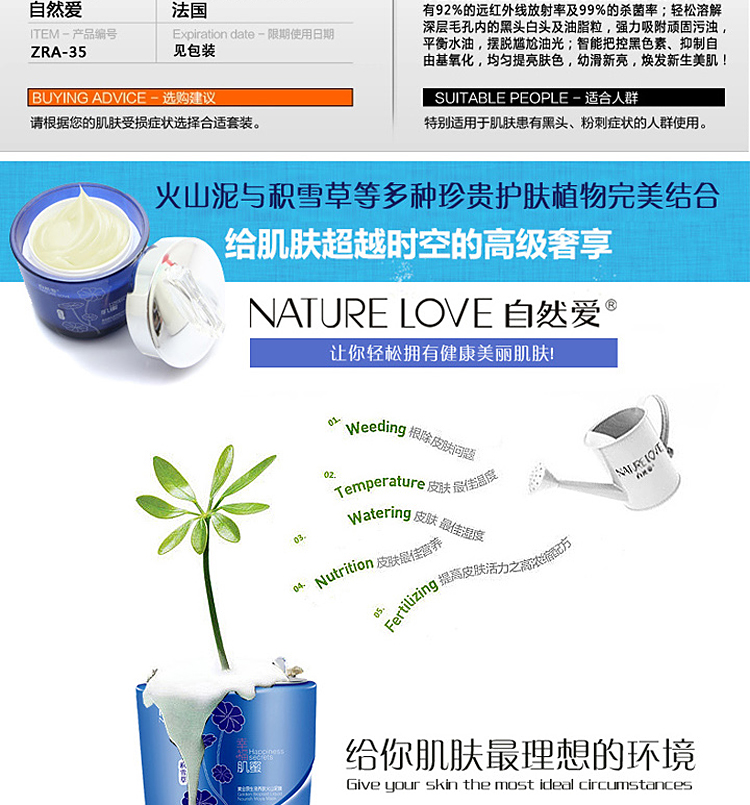 自然爱
法国
ITEM – 产品编号
Expiration date – 限期使用日期
ZRA-35
见包装
BUYING ADVICE – 选购建议
请根据您的肌肤受损症状选择合适套装。
有92%的远红外线放射率及99%的杀菌率；轻松溶解
深层毛孔内的黑头白头及油脂粒，强力吸附顽固污浊，
平衡水油，摆脱尴尬油光；智能把控黑色素、抑制自
由基氧化，均匀提亮肤色，幼滑新亮，焕发新生美肌！
SUITABLE PEOPLE – 适合人群
特别适用于肌肤患有黑头、粉刺症状的人群使用。
火山泥与积雪草等多种珍贵护肤植物完美结合
给肌肤超越时空的高级奢享
NATURE LOVE 自然爱®
让你轻松拥有健康美丽肌肤!
01. Weeding 根除皮肤问题
02. Temperature 皮肤 最佳温度
03. Watering 皮肤 最佳湿度
04. Nutrition 皮肤最佳营养
05. Fertilizing 提高皮肤活力之高浓缩配方
NATURE LOVE
自然爱
幸福 Happiness
肌蜜 secrets
积雪草
给你肌肤最理想的环境
Give your skin the most ideal circumstances